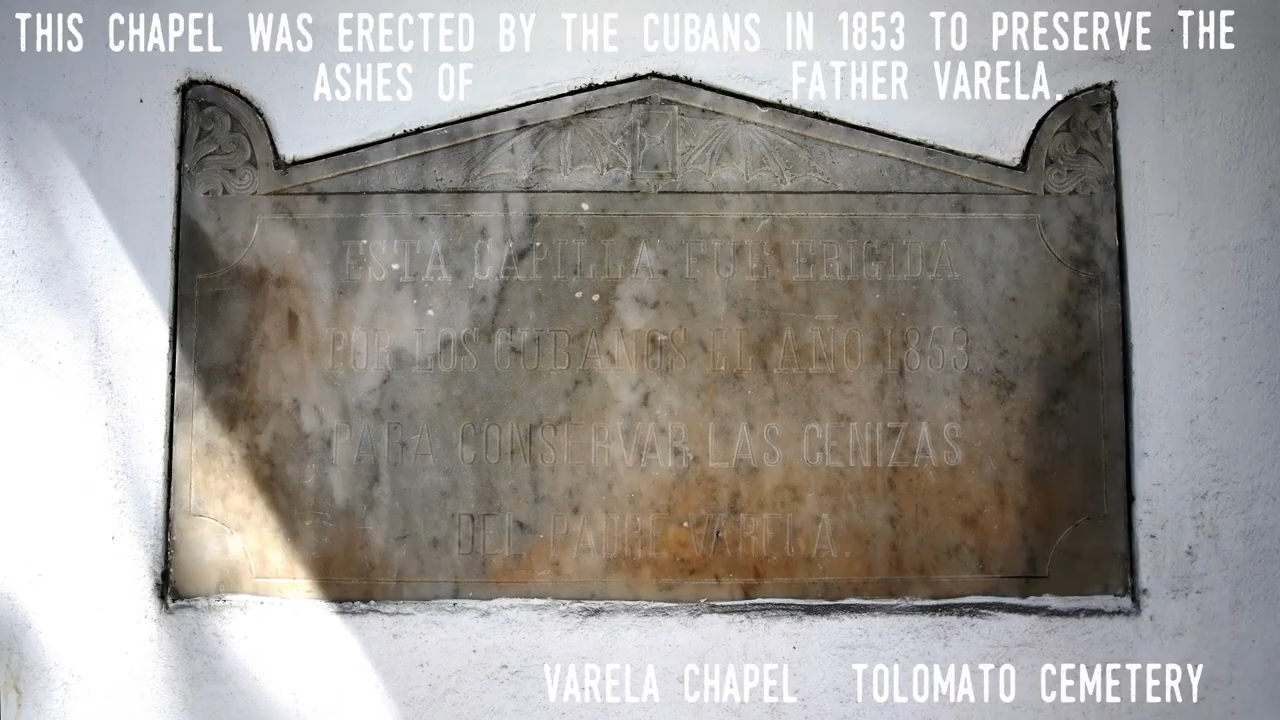 THIS CHAPEL WAS ERECTED BY THE CUBANS IN 1853 TO PRESERVE THE
ASHES OF FATHER VARELA.
ESTA CAPILLA FUE ERIGIDA
POR LOS CUBANOS EL AÑO 1853
PARA CONSERVAR LAS CENIZAS
DEL PADRE VARELA.
VARELA CHAPEL TOLOMATO CEMETERY